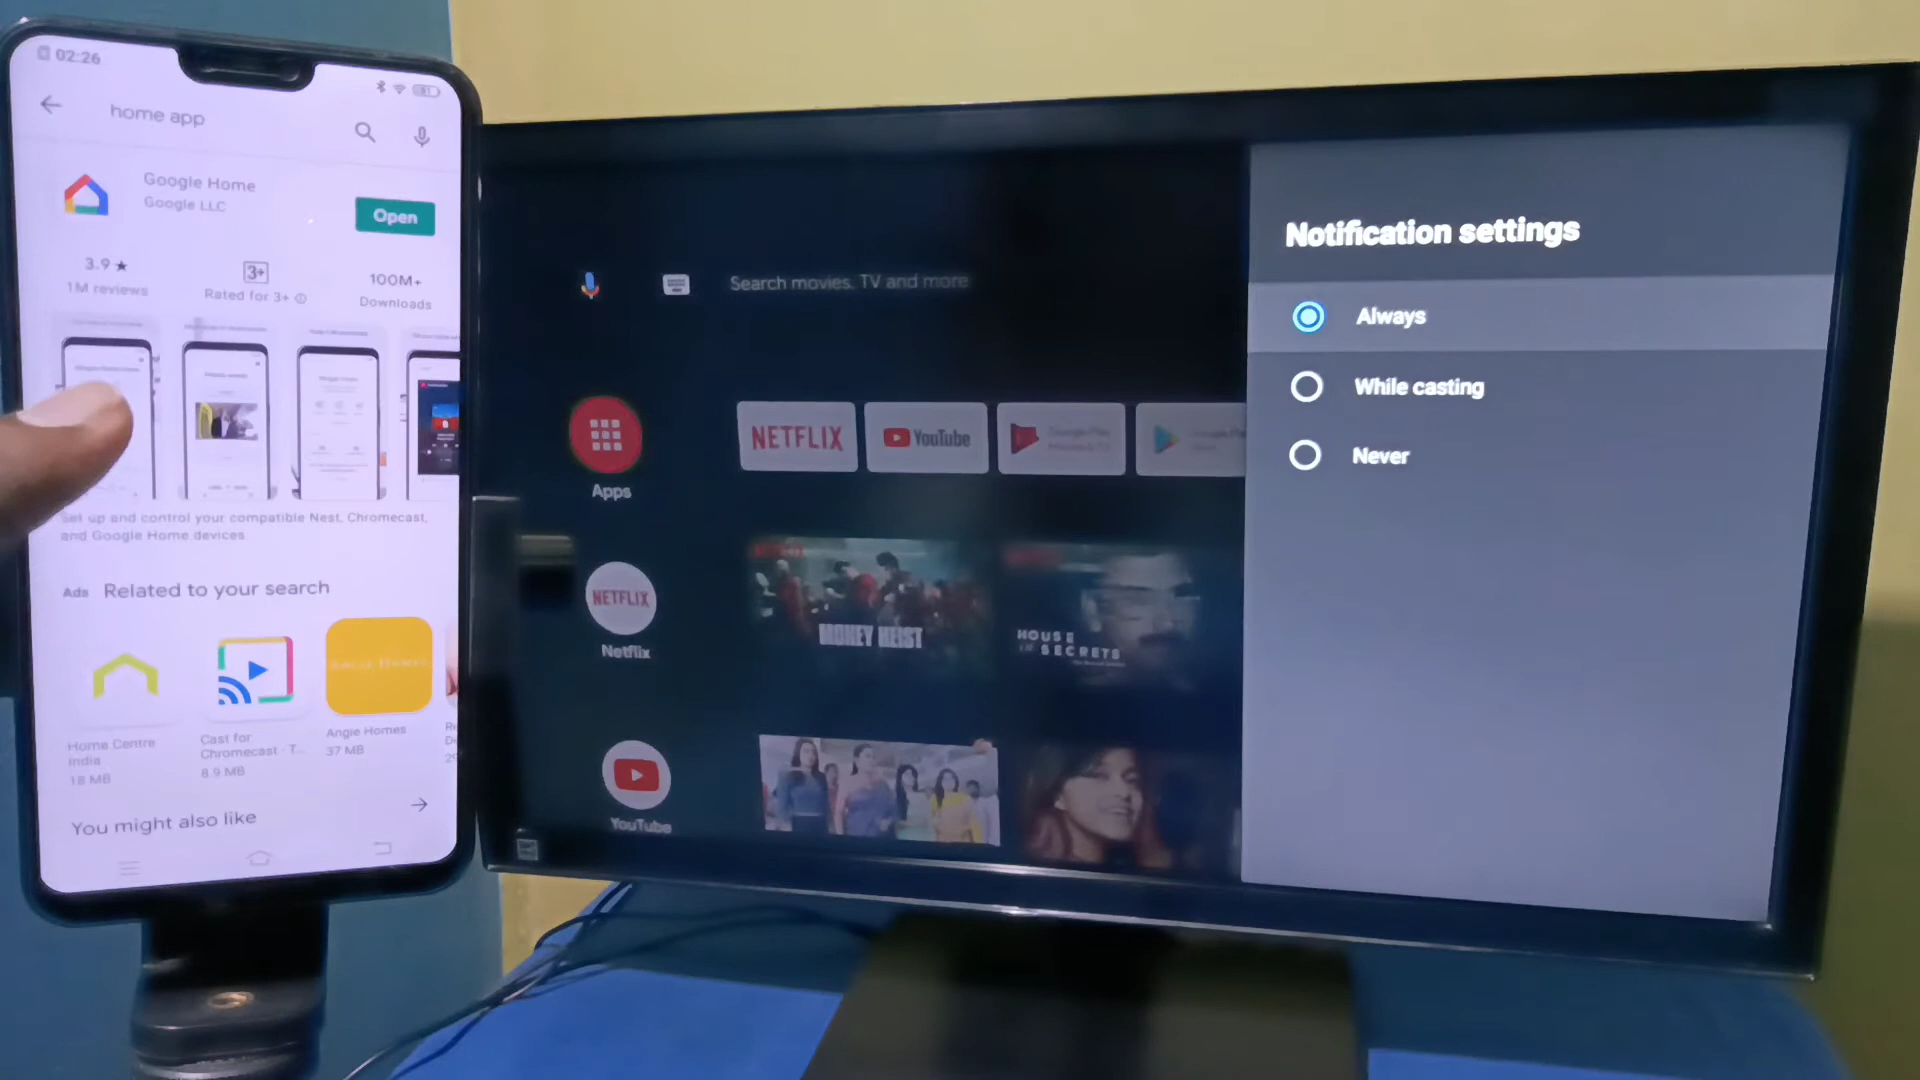 02:26
home app
Google Home
Google LLC
Open
3.9 ★
1M reviews
3+
Rated for 3+
100M+
Downloads
Set up and control your compatible Nest, Chromecast,
and Google Home devices.
Ads Related to your search
Home Centre
India
18 MB
Cast for
Chromecast - T...
8.9 MB
Angie Homes
37 MB
You might also like
Search movies, TV and more
Apps
NETFLIX
YouTube
Google Play
NETFLIX
Netflix
MONEY HEIST
HOUSE
OF SECRETS
YouTube
Notification settings
Always
While casting
Never